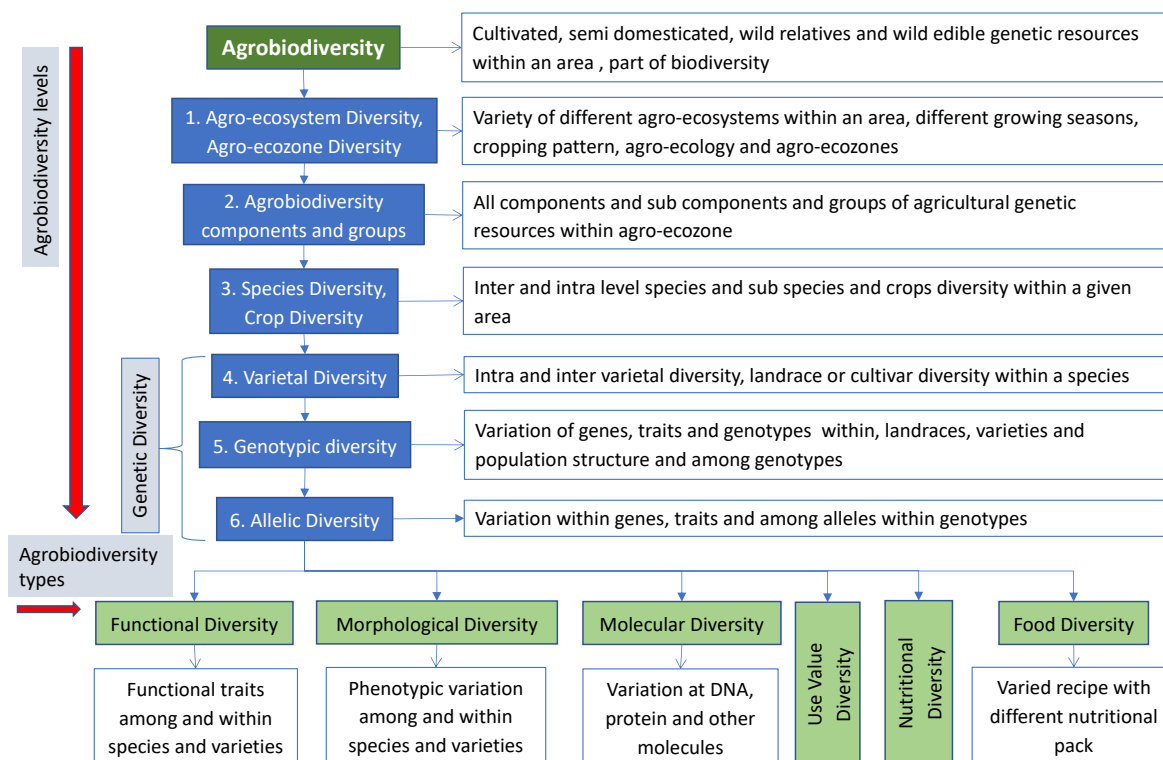 Agrobiodiversity levels
Agrobiodiversity
Cultivated, semi domesticated, wild relatives and wild edible genetic resources
within an area , part of biodiversity
1. Agro-ecosystem Diversity,
Agro-ecozone Diversity
Variety of different agro-ecosystems within an area, different growing seasons,
cropping pattern, agro-ecology and agro-ecozones
2. Agrobiodiversity
components and groups
All components and sub components and groups of agricultural genetic
resources within agro-ecozone
3. Species Diversity,
Crop Diversity
Inter and intra level species and sub species and crops diversity within a given
area
Genetic Diversity
4. Varietal Diversity
Intra and inter varietal diversity, landrace or cultivar diversity within a species
5. Genotypic diversity
Variation of genes, traits and genotypes within, landraces, varieties and
population structure and among genotypes
6. Allelic Diversity
Variation within genes, traits and among alleles within genotypes
Agrobiodiversity
types
Functional Diversity
Functional traits
among and within
species and varieties
Morphological Diversity
Phenotypic variation
among and within
species and varieties
Molecular Diversity
Variation at DNA,
protein and other
molecules
Use Value
Diversity
Nutritional
Diversity
Food Diversity
Varied recipe with
different nutritional
pack